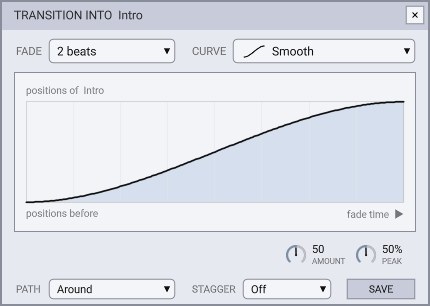 TRANSITION INTO Intro
FADE 2 beats CURVE Smooth
positions of Intro
positions before fade time
50 50%
AMOUNT PEAK
PATH Around STAGGER Off SAVE